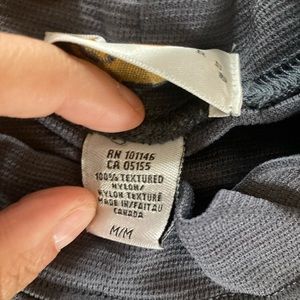 RN 101146
CA 05155
100% TEXTURED
NYLON/
NYLON TEXTURE
MADE IN/FAIT AU
CANADA
M/M